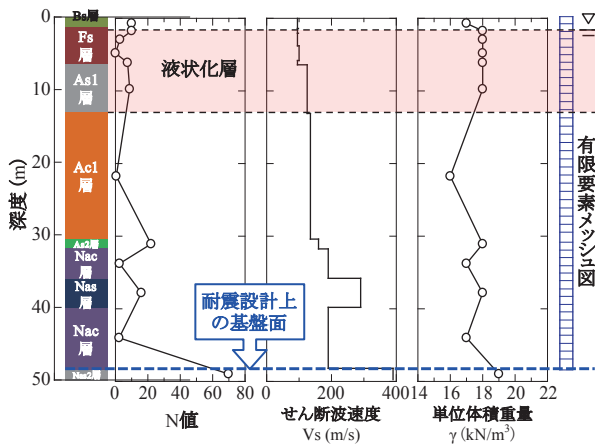 0
10
20
30
40
50
深度 (m)
Bs層
Fs
層
As1
層
Ac1
層
As2層
Nac
層
Nas
層
Nac
層
液状化層
耐震設計上
の基盤面
0 20 40 60 80
N値
0 200 400
せん断波速度
Vs (m/s)
14 16 18 20 22
単位体積重量
γ (kN/m³)
有限要素メッシュ図